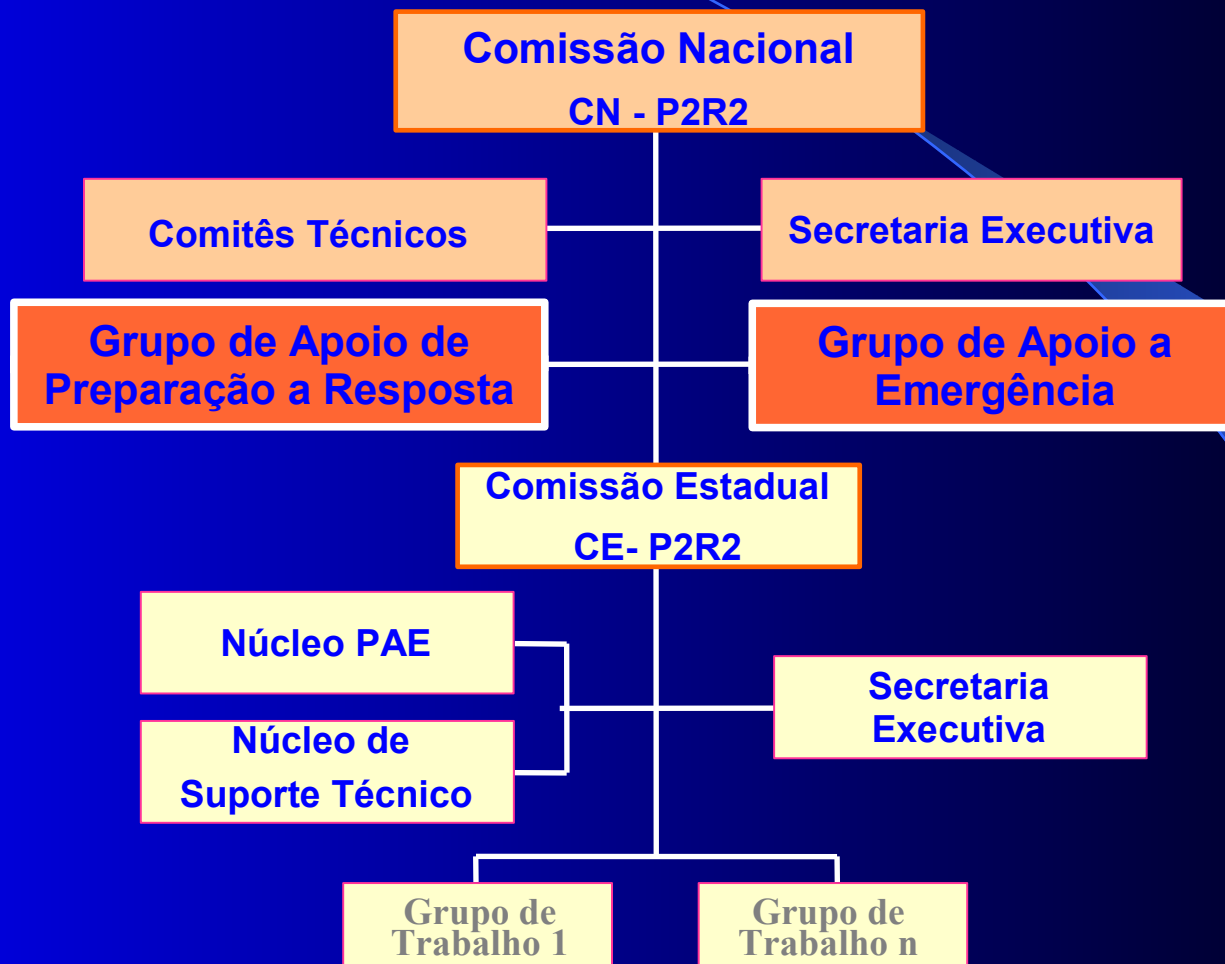 Comissão Nacional
CN - P2R2
Comitês Técnicos
Secretaria Executiva
Grupo de Apoio de
Preparação a Resposta
Grupo de Apoio a
Emergência
Comissão Estadual
CE- P2R2
Núcleo PAE
Núcleo de
Suporte Técnico
Secretaria
Executiva
Grupo de
Trabalho 1
Grupo de
Trabalho n